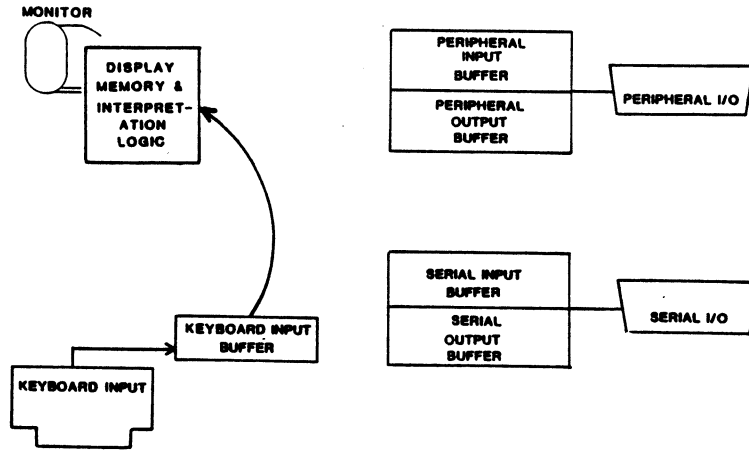 MONITOR
DISPLAY
MEMORY &
INTERPRET-
ATION
LOGIC
PERIPHERAL
INPUT
BUFFER
PERIPHERAL
OUTPUT
BUFFER
PERIPHERAL I/O
SERIAL INPUT
BUFFER
SERIAL
OUTPUT
BUFFER
SERIAL I/O
KEYBOARD INPUT
BUFFER
KEYBOARD INPUT